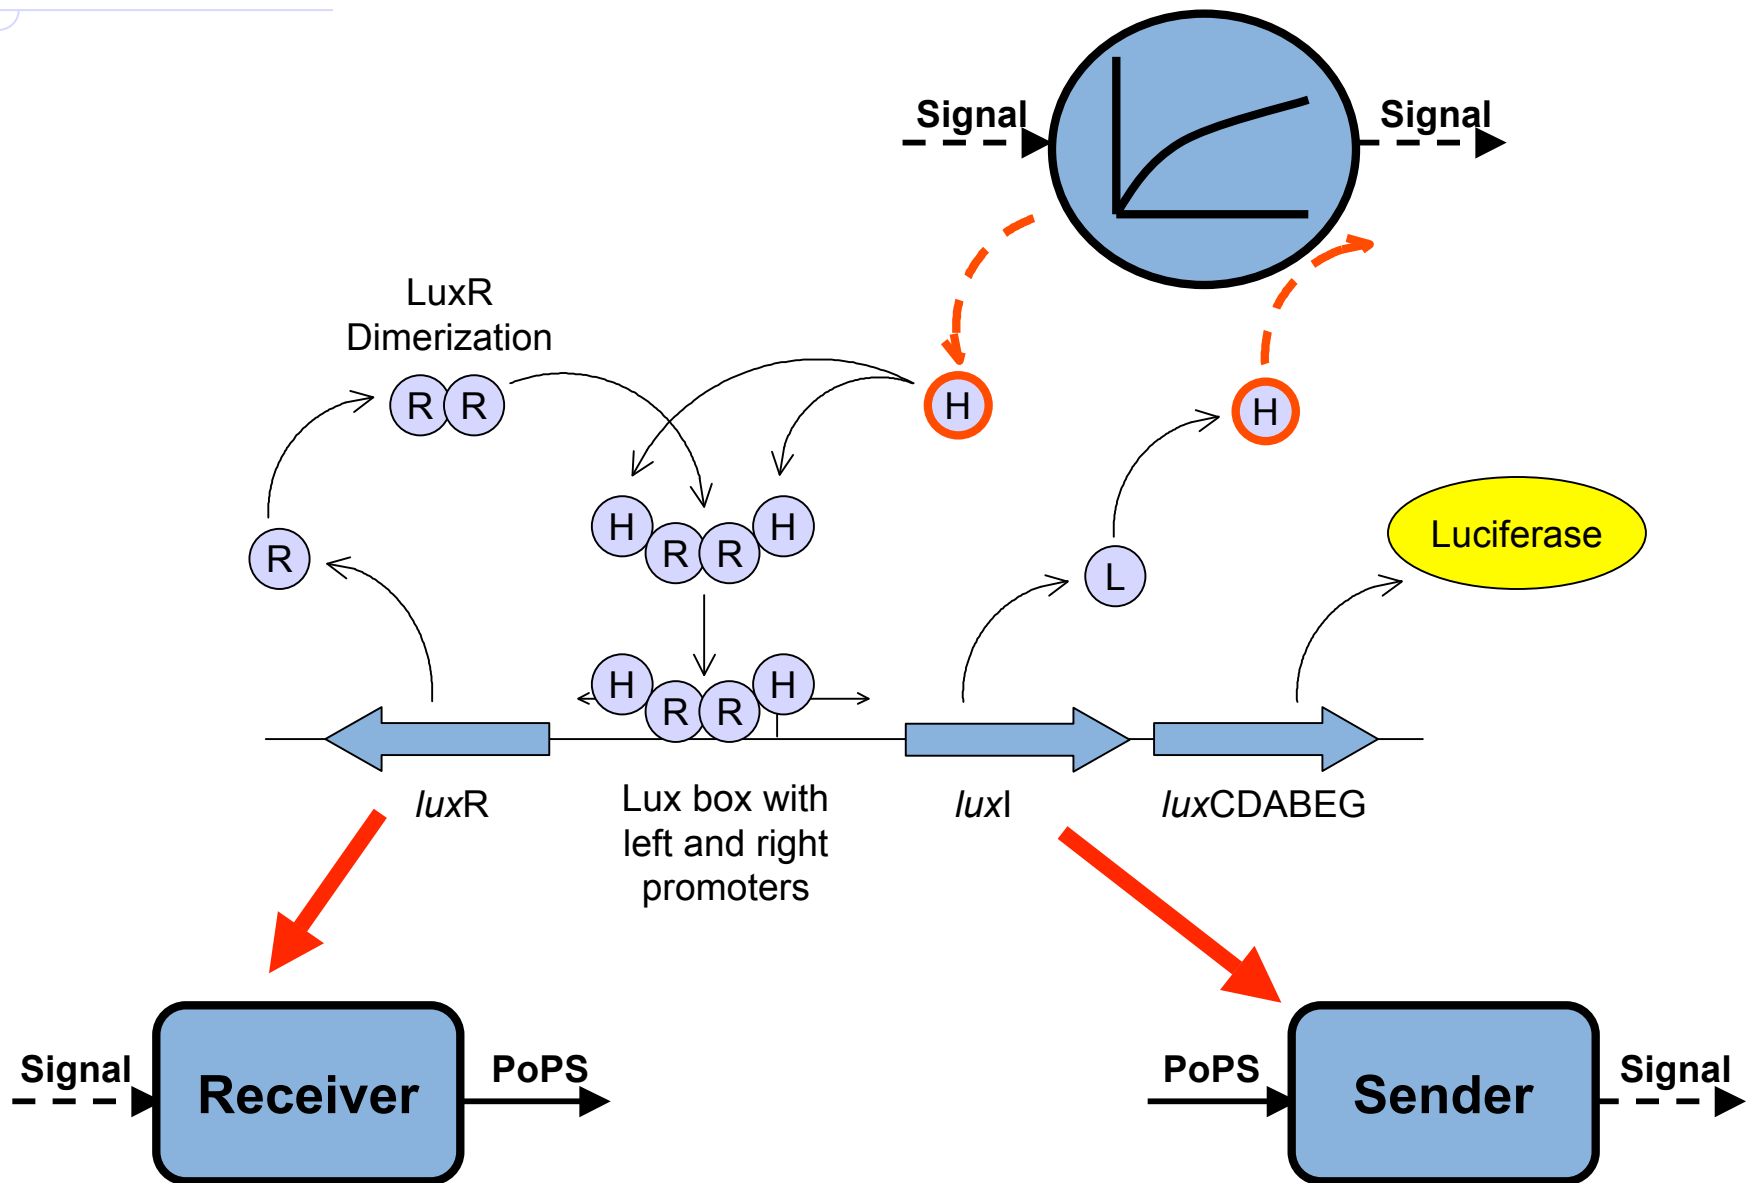 Signal
Signal
LuxR
Dimerization
R R
H
H
H
R R
H
R
L
Luciferase
H
R R
H
luxR
Lux box with
left and right
promoters
luxI
luxCDABEG
Signal
Receiver
PoPS
PoPS
Sender
Signal